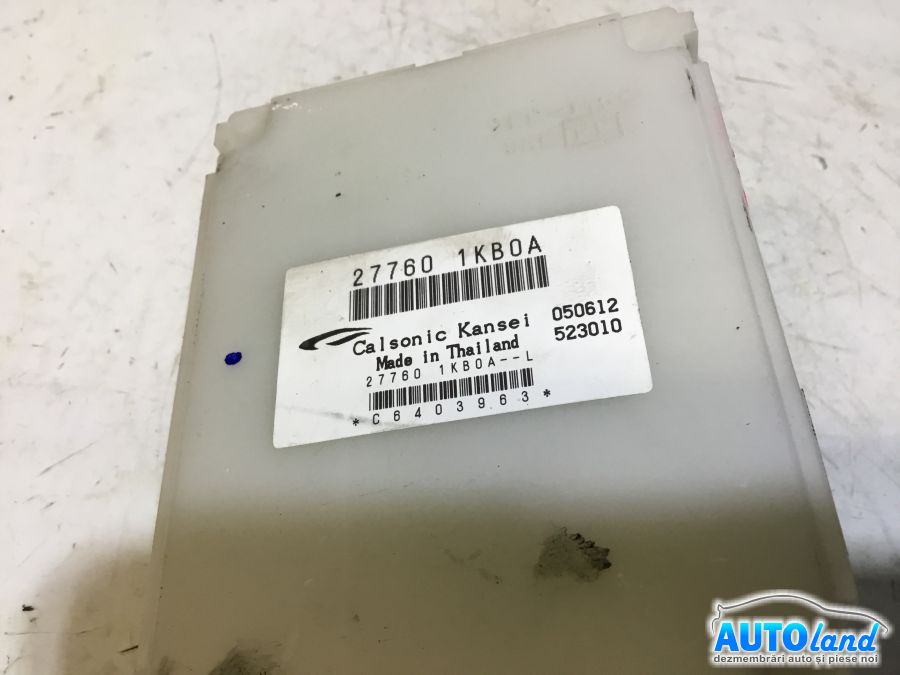 27760 1KB0A
Calsonic Kansei
Made in Thailand
050612
523010
27760 1KB0A--L
*C6403963*
AUTOland
dezmembrări auto și piese noi